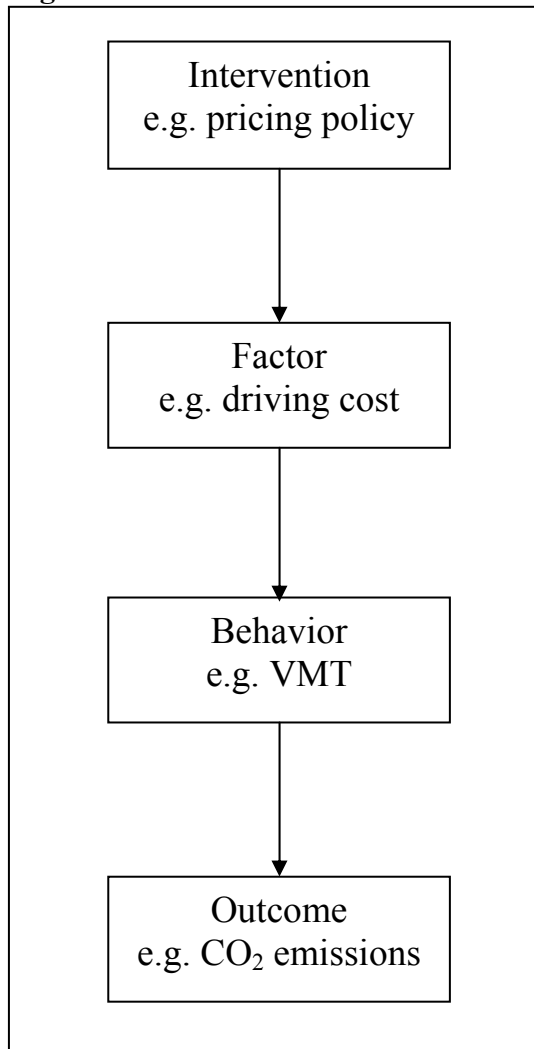 Intervention
e.g. pricing policy
Factor
e.g. driving cost
Behavior
e.g. VMT
Outcome
e.g. CO₂ emissions